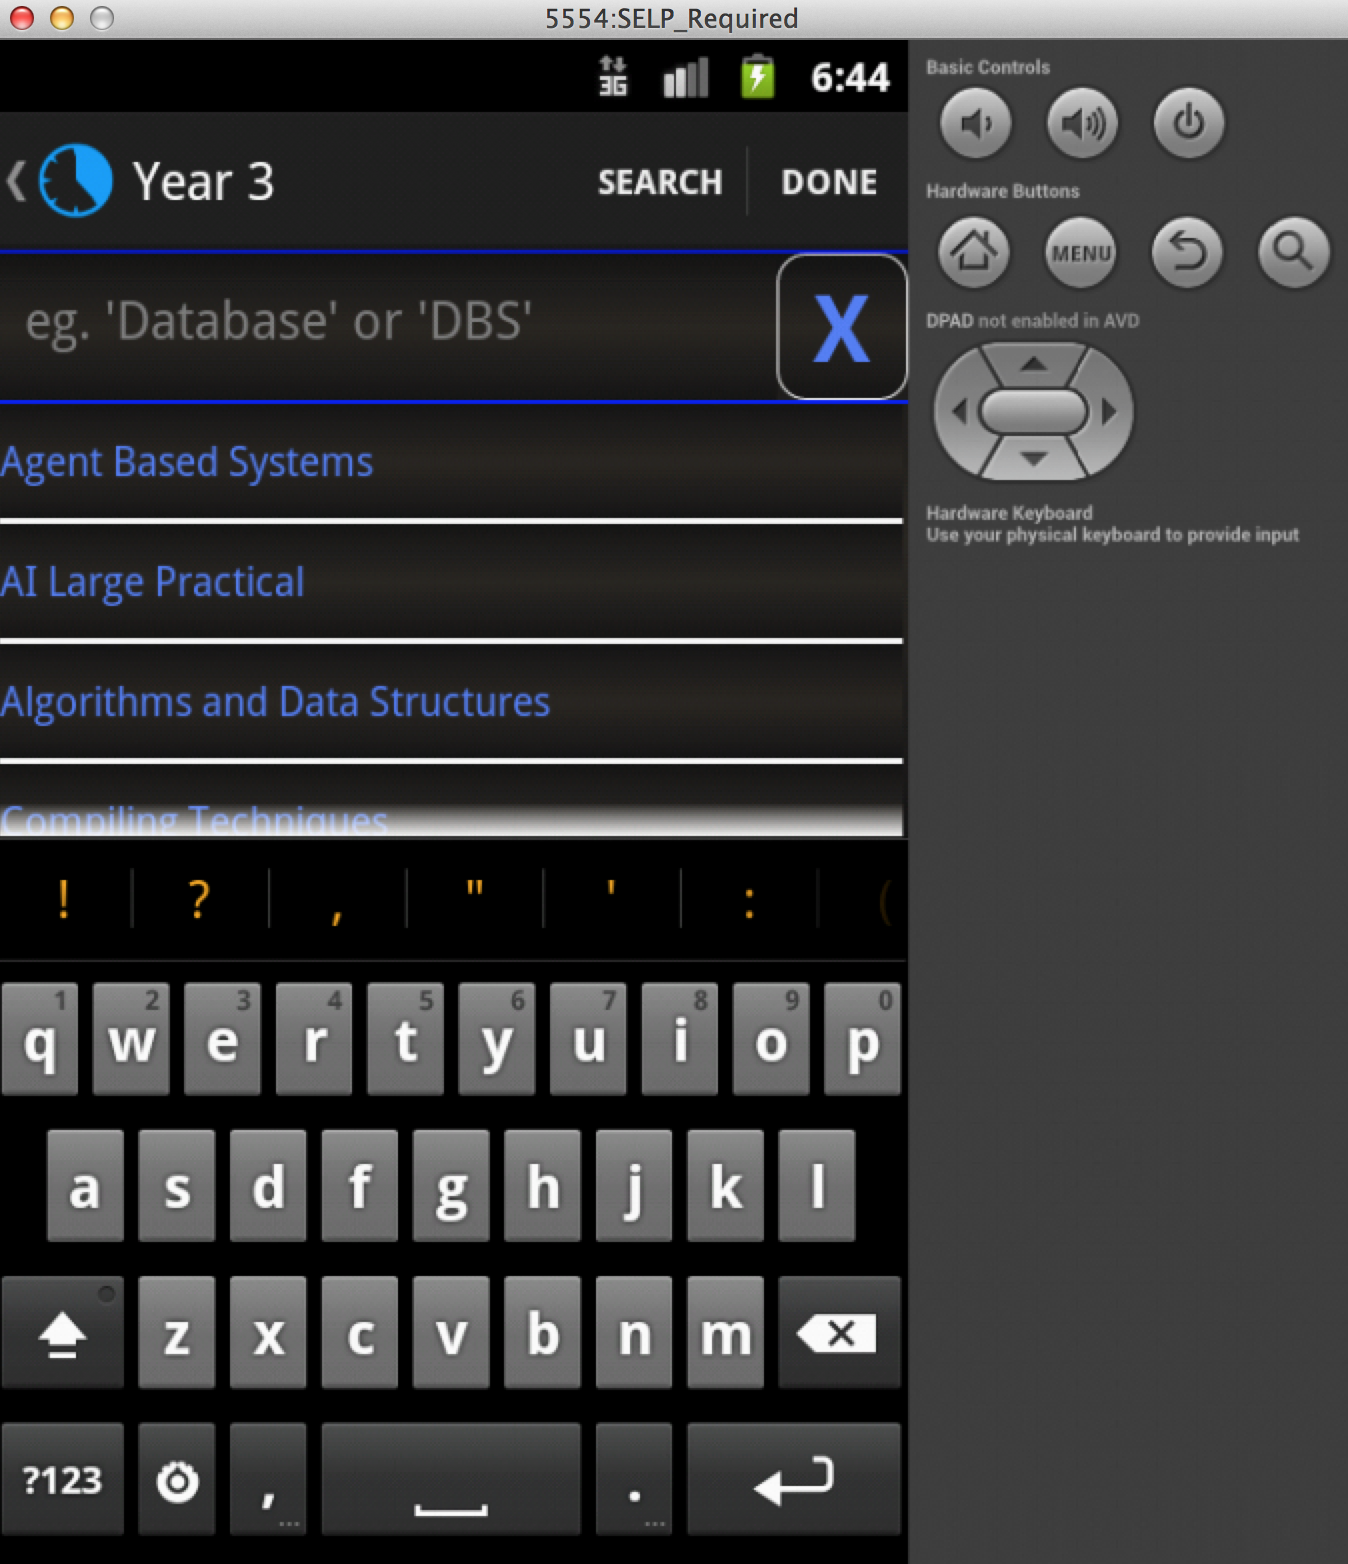 5554:SELP_Required
3G 6:44
Year 3 SEARCH DONE
eg. 'Database' or 'DBS' X
Agent Based Systems
AI Large Practical
Algorithms and Data Structures
Compiling Techniques
! ? , " ' : (
1 2 3 4 5 6 7 8 9 0
q w e r t y u i o p
a s d f g h j k l
z x c v b n m
?123 , ... . ...
Basic Controls
Hardware Buttons
MENU
DPAD not enabled in AVD
Hardware Keyboard
Use your physical keyboard to provide input